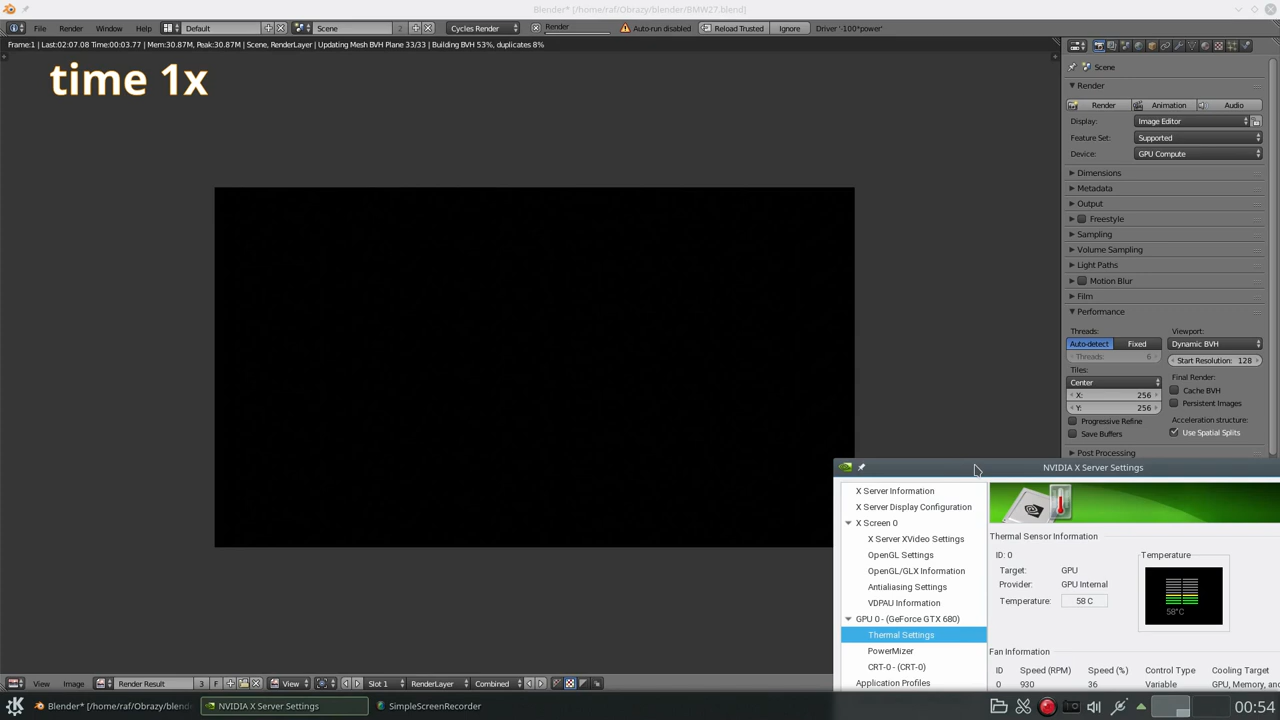 Blender* [/home/raf/Obrazy/blender/BMW27.blend]
File Render Window Help Default Scene 2 Cycles Render Render Auto-run disabled Reload Trusted Ignore Driver '-100*power'
Frame:1 | Last:02:07.08 Time:00:03.77 | Mem:30.87M, Peak:30.87M | Scene, RenderLayer | Updating Mesh BVH Plane 33/33 | Building BVH 53%, duplicates 8%
time 1x
Scene
Render
Render Animation Audio
Display: Image Editor
Feature Set: Supported
Device: GPU Compute
Dimensions
Metadata
Output
Freestyle
Sampling
Volume Sampling
Light Paths
Motion Blur
Film
Performance
Threads: Viewport:
Auto-detect Fixed Dynamic BVH
Threads: 6 Start Resolution: 128
Tiles: Final Render:
Center Cache BVH
X: 256 Persistent Images
Y: 256
Progressive Refine Acceleration structure:
Save Buffers Use Spatial Splits
Post Processing
NVIDIA X Server Settings
X Server Information
X Server Display Configuration
X Screen 0
X Server XVideo Settings
OpenGL Settings
OpenGL/GLX Information
Antialiasing Settings
VDPAU Information
GPU 0 - (GeForce GTX 680)
Thermal Settings
PowerMizer
CRT-0 - (CRT-0)
Application Profiles
Thermal Sensor Information
ID: 0 Temperature
Target: GPU
Provider: GPU Internal
Temperature: 58 C
58°C
Fan Information
ID Speed (RPM) Speed (%) Control Type Cooling Target
0 930 36 Variable GPU, Memory, and
View Image Render Result 3 F View Slot 1 RenderLayer Combined
Blender* [/home/raf/Obrazy/blende NVIDIA X Server Settings SimpleScreenRecorder 00:54